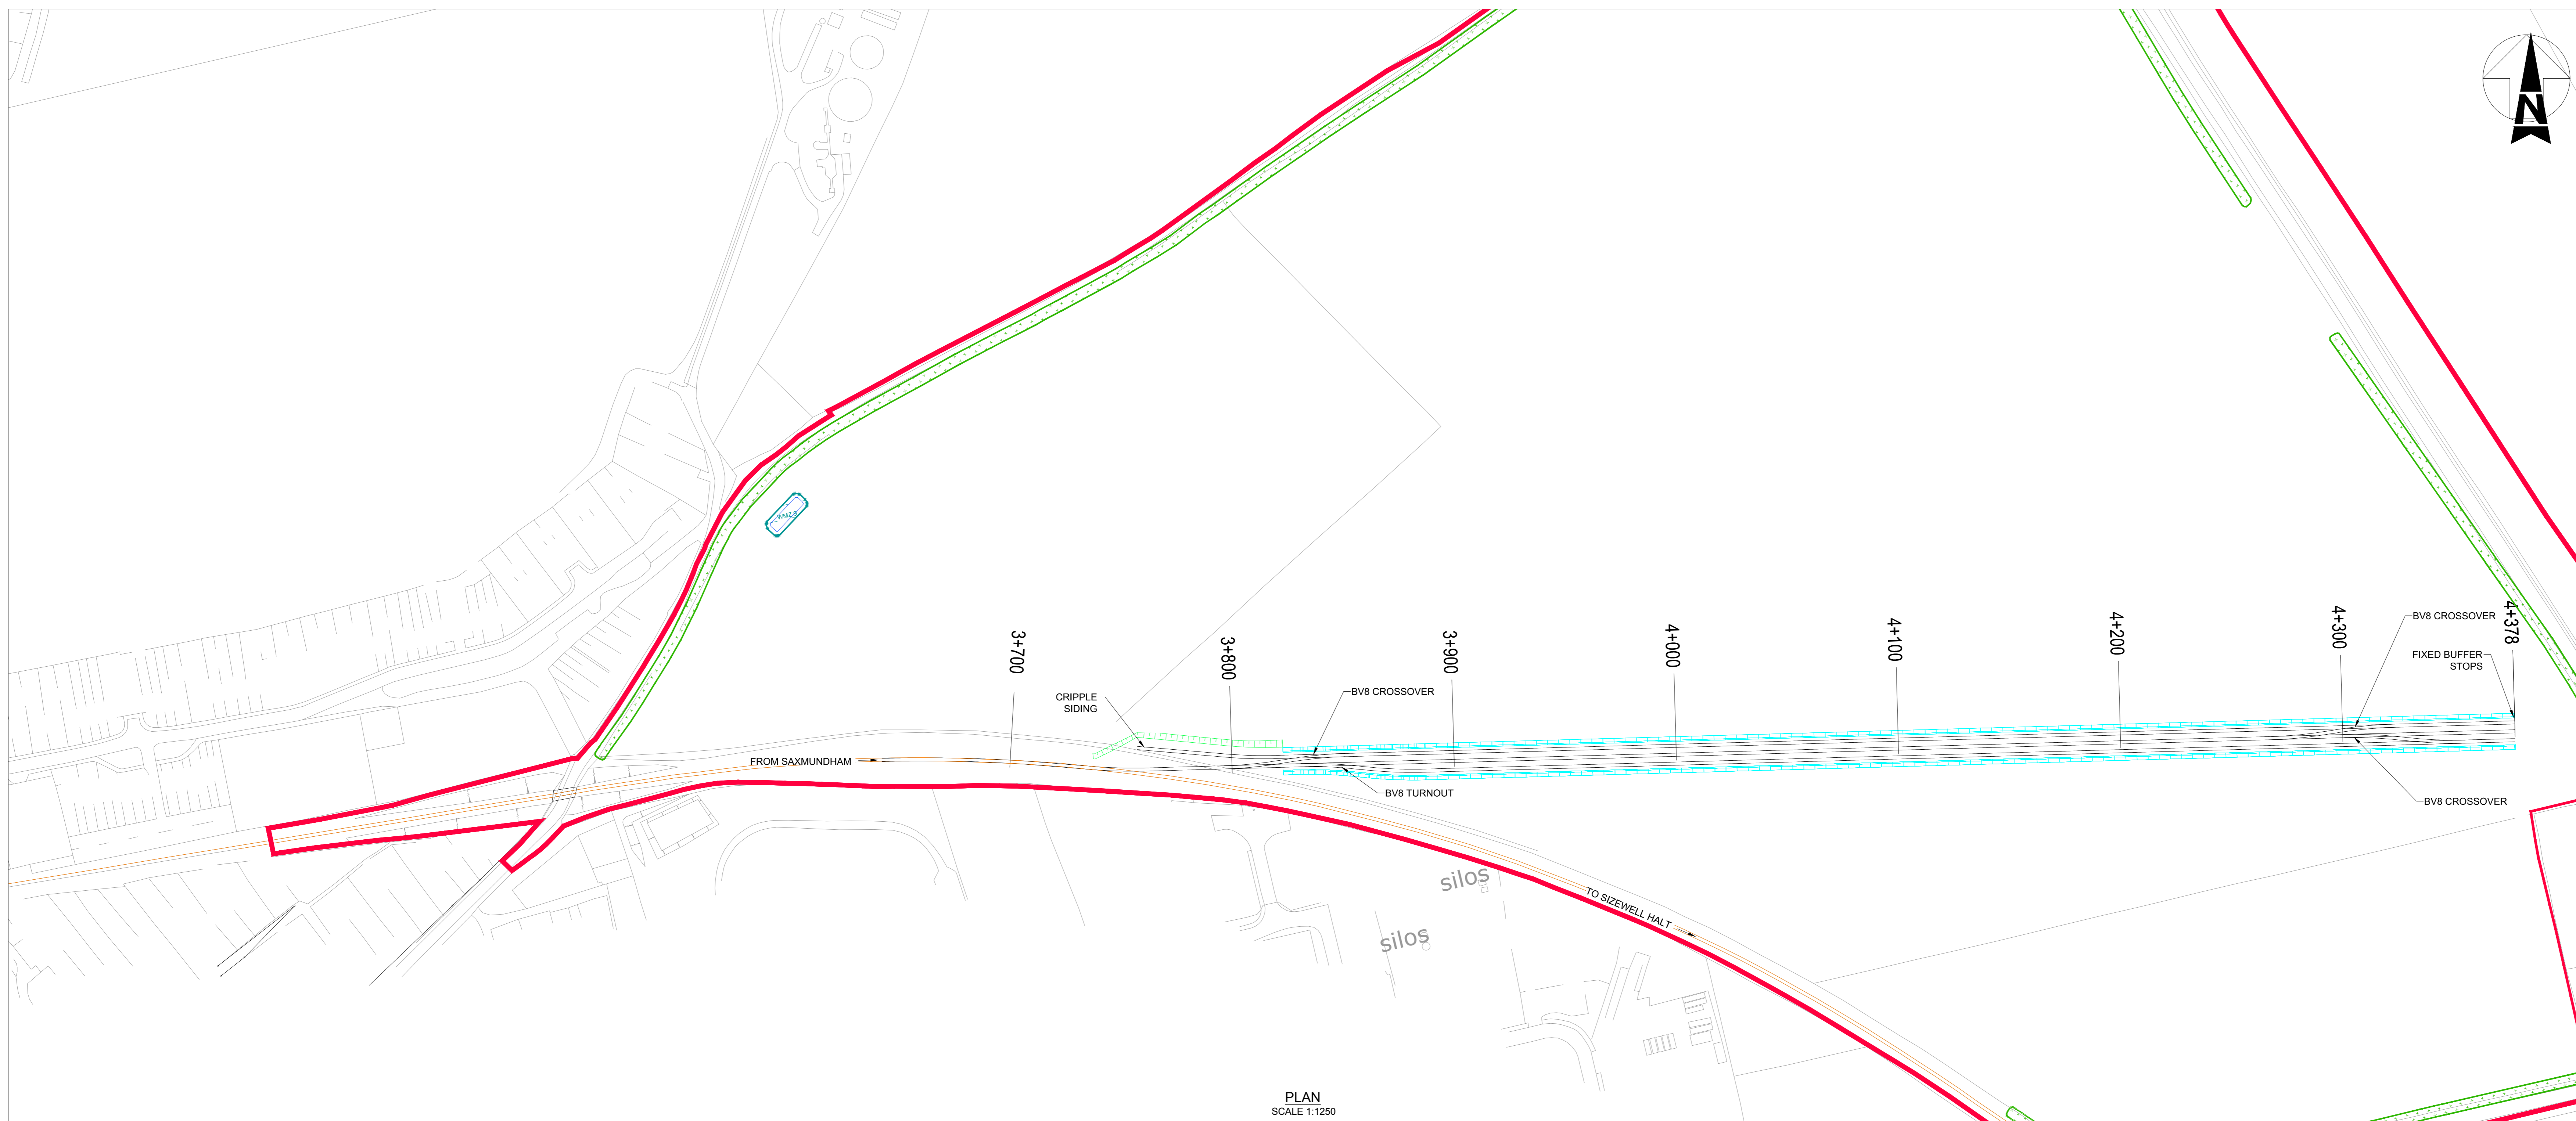 N
WMZ 8
3+700
3+800
3+900
4+000
4+100
4+200
4+300
4+378
BV8 CROSSOVER
FIXED BUFFER
STOPS
CRIPPLE
SIDING
BV8 CROSSOVER
FROM SAXMUNDHAM
BV8 TURNOUT
BV8 CROSSOVER
silos
TO SIZEWELL HALT
silos
PLAN
SCALE 1:1250